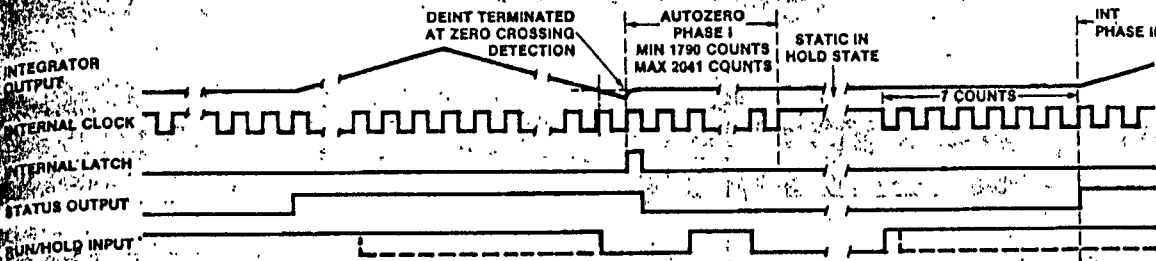 DEINT TERMINATED
AT ZERO CROSSING
DETECTION
AUTOZERO
PHASE I
MIN 1790 COUNTS
MAX 2041 COUNTS
STATIC IN
HOLD STATE
INT
PHASE II
INTEGRATOR
OUTPUT
7 COUNTS
INTERNAL CLOCK
INTERNAL LATCH
STATUS OUTPUT
RUN/HOLD INPUT